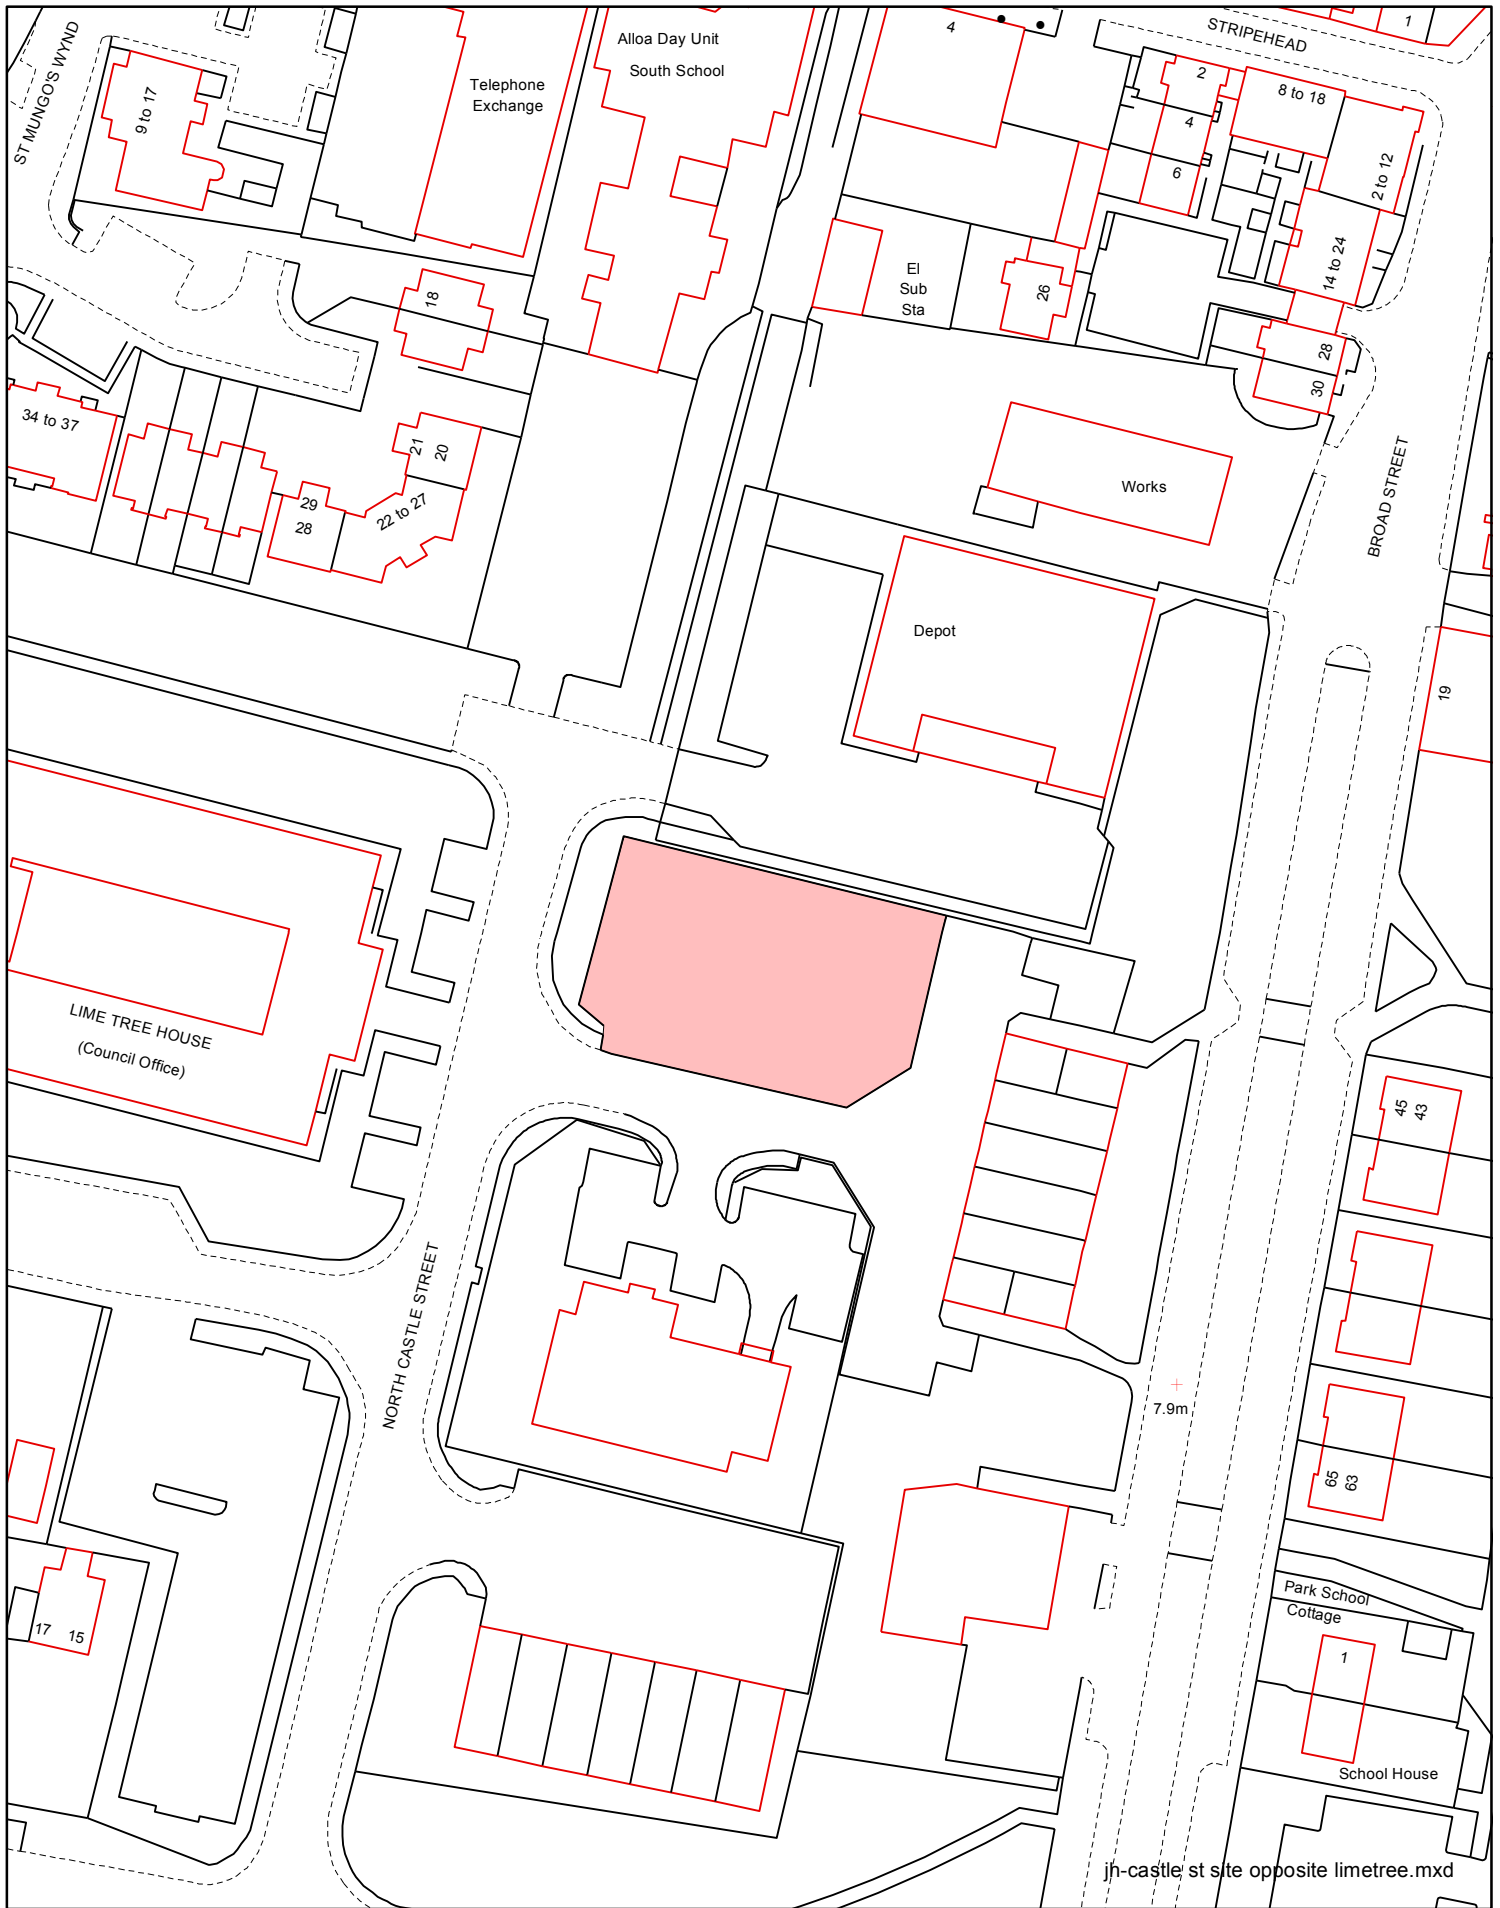 STRIPEHEAD
1
ST MUNGO'S WYND
9 to 17
Telephone
Exchange
Alloa Day Unit
South School
4
2
4
6
8 to 18
2 to 12
14 to 24
18
El
Sub
Sta
26
28
30
34 to 37
21
20
29
28
22 to 27
Works
BROAD STREET
Depot
19
LIME TREE HOUSE
(Council Office)
45
43
NORTH CASTLE STREET
7.9m
65
63
17
15
Park School
Cottage
1
School House
jh-castle st site opposite limetree.mxd